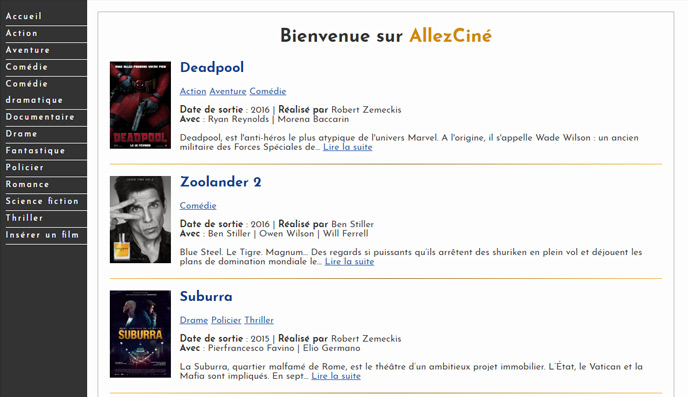 Accueil
Action
Aventure
Comédie
Comédie
dramatique
Documentaire
Drame
Fantastique
Policier
Romance
Science fiction
Thriller
Insérer un film
Bienvenue sur AllezCiné
Deadpool
Action Aventure Comédie
Date de sortie : 2016 | Réalisé par Robert Zemeckis
Avec : Ryan Reynolds | Morena Baccarin
Deadpool, est l'anti-héros le plus atypique de l'univers Marvel. A l'origine, il s'appelle Wade Wilson : un ancien
militaire des Forces Spéciales de... Lire la suite
DEADPOOL
Zoolander 2
Comédie
Date de sortie : 2016 | Réalisé par Ben Stiller
Avec : Ben Stiller | Owen Wilson | Will Ferrell
Blue Steel. Le Tigre. Magnum... Des regards si puissants qu'ils arrêtent des shuriken en plein vol et déjouent les
plans de domination mondiale le... Lire la suite
Suburra
Drame Policier Thriller
Date de sortie : 2015 | Réalisé par Robert Zemeckis
Avec : Pierfrancesco Favino | Elio Germano
La Suburra, quartier malfamé de Rome, est le théâtre d'un ambitieux projet immobilier. L'État, le Vatican et la
Mafia sont impliqués. En sept... Lire la suite
SUBURRA